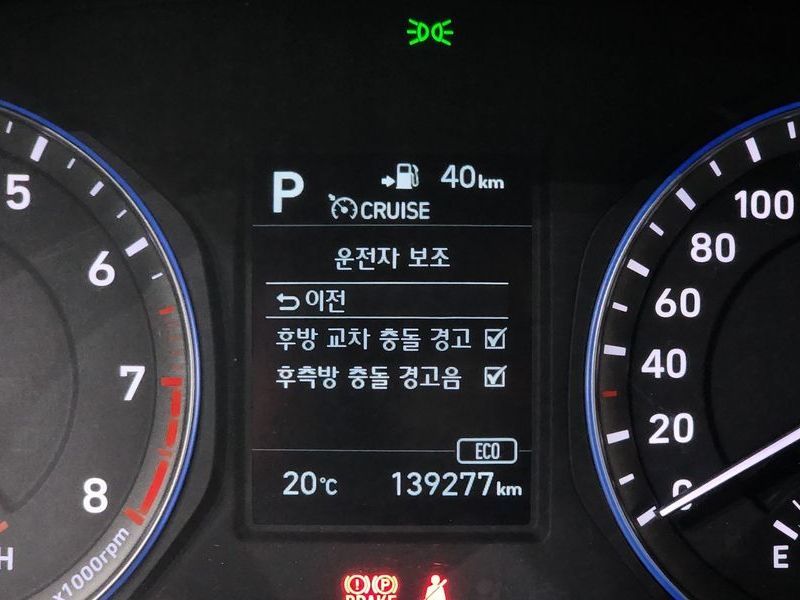 P
40km
CRUISE
운전자 보조
이전
후방 교차 충돌 경고
후측방 충돌 경고음
ECO
20°C
139277km
5
6
7
8
x1000rpm
H
100
80
60
40
20
0
E
(!) (P)
BRAKE